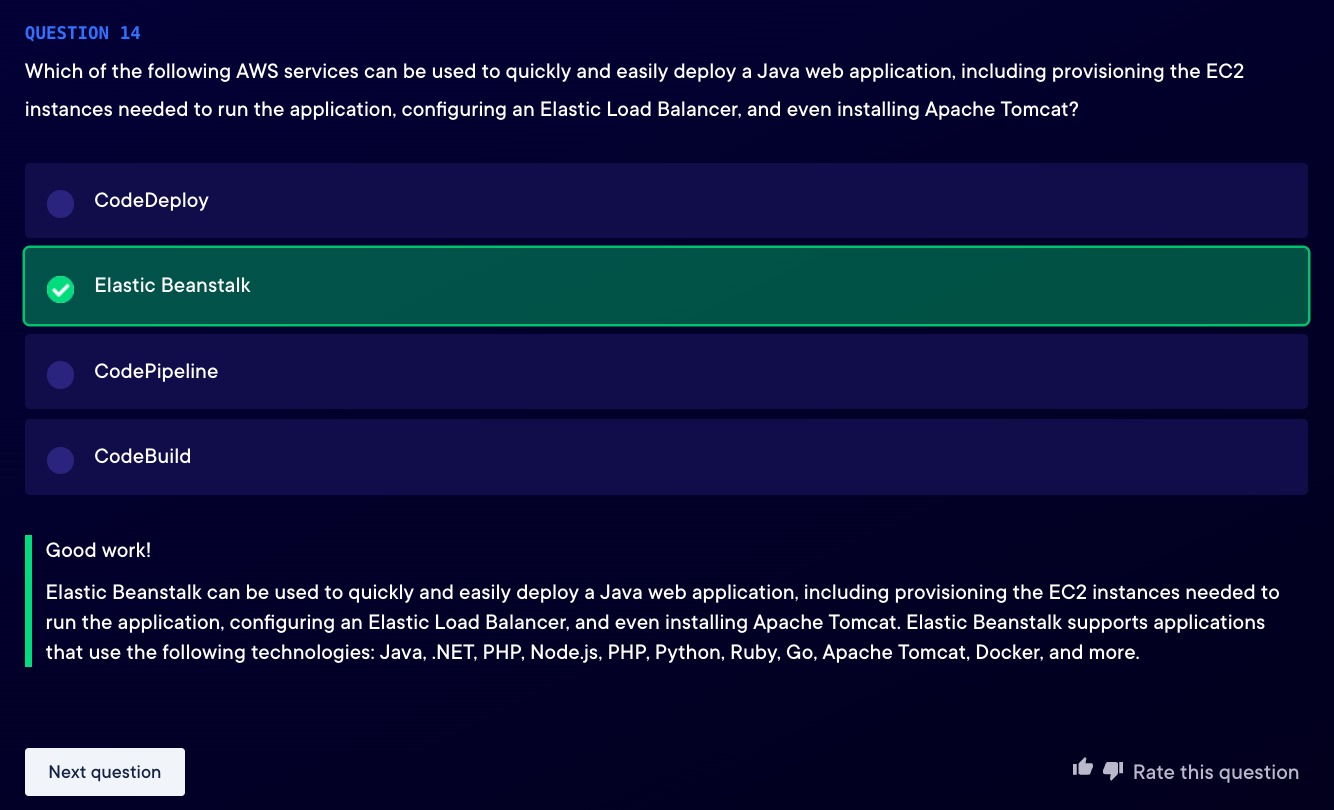 QUESTION 14
Which of the following AWS services can be used to quickly and easily deploy a Java web application, including provisioning the EC2
instances needed to run the application, configuring an Elastic Load Balancer, and even installing Apache Tomcat?
CodeDeploy
Elastic Beanstalk
CodePipeline
CodeBuild
Good work!
Elastic Beanstalk can be used to quickly and easily deploy a Java web application, including provisioning the EC2 instances needed to
run the application, configuring an Elastic Load Balancer, and even installing Apache Tomcat. Elastic Beanstalk supports applications
that use the following technologies: Java, .NET, PHP, Node.js, PHP, Python, Ruby, Go, Apache Tomcat, Docker, and more.
Next question
Rate this question